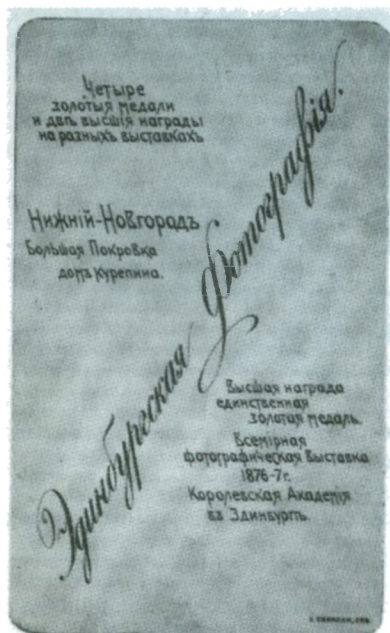 Четыре
золотыя медали
и двѣ высшія награды
на разныхъ выставкахъ
Нижній-Новгородъ
Большая Покровка
домъ Курепина.
Эдинбургская Фотографія.
Высшая награда
единственная
золотая медаль.
Всемірная
фотографическая Выставка
1876-7г.
Королевская Академія
въ Эдинбургѣ.